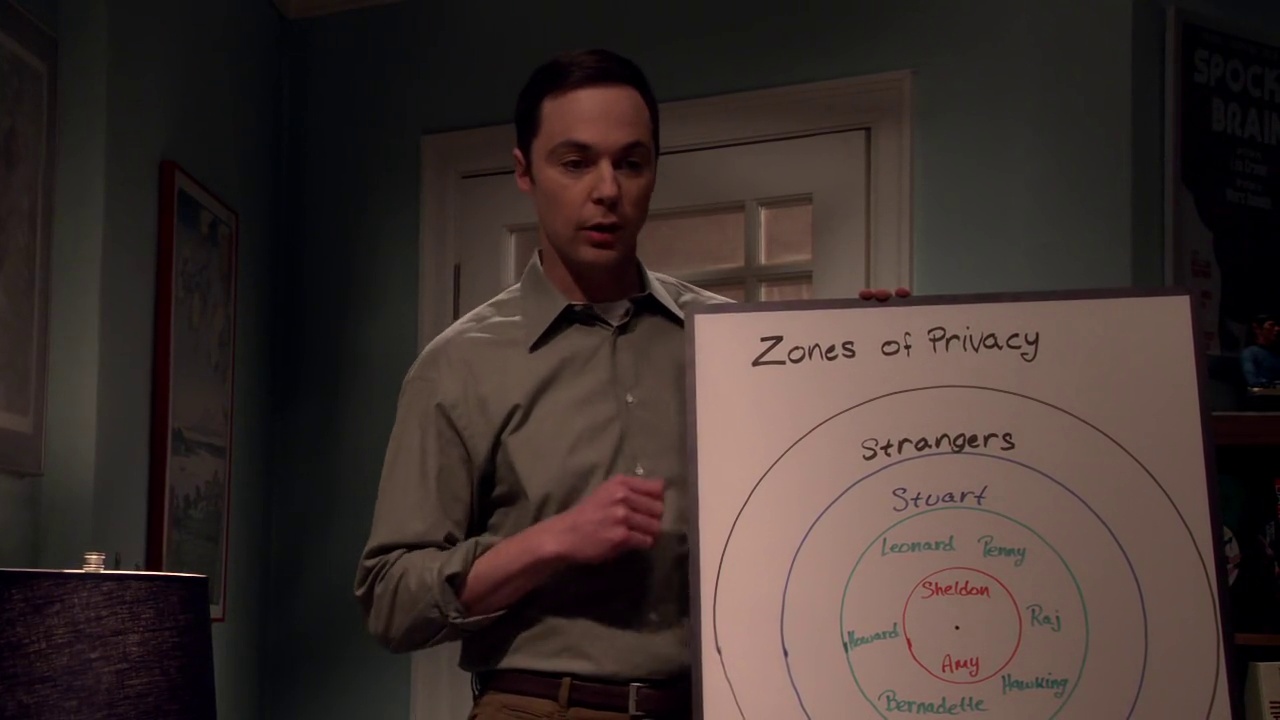 SPOCK
BRAIN
Zones of Privacy
Strangers
Stuart
Leonard Penny
Sheldon
Raj
Howard
Amy
Hawking
Bernadette